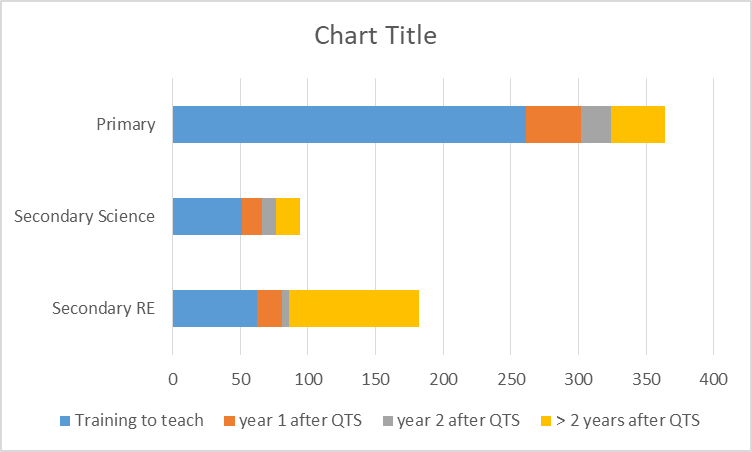 Chart Title
Primary
Secondary Science
Secondary RE
0 50 100 150 200 250 300 350 400
Training to teach year 1 after QTS year 2 after QTS > 2 years after QTS